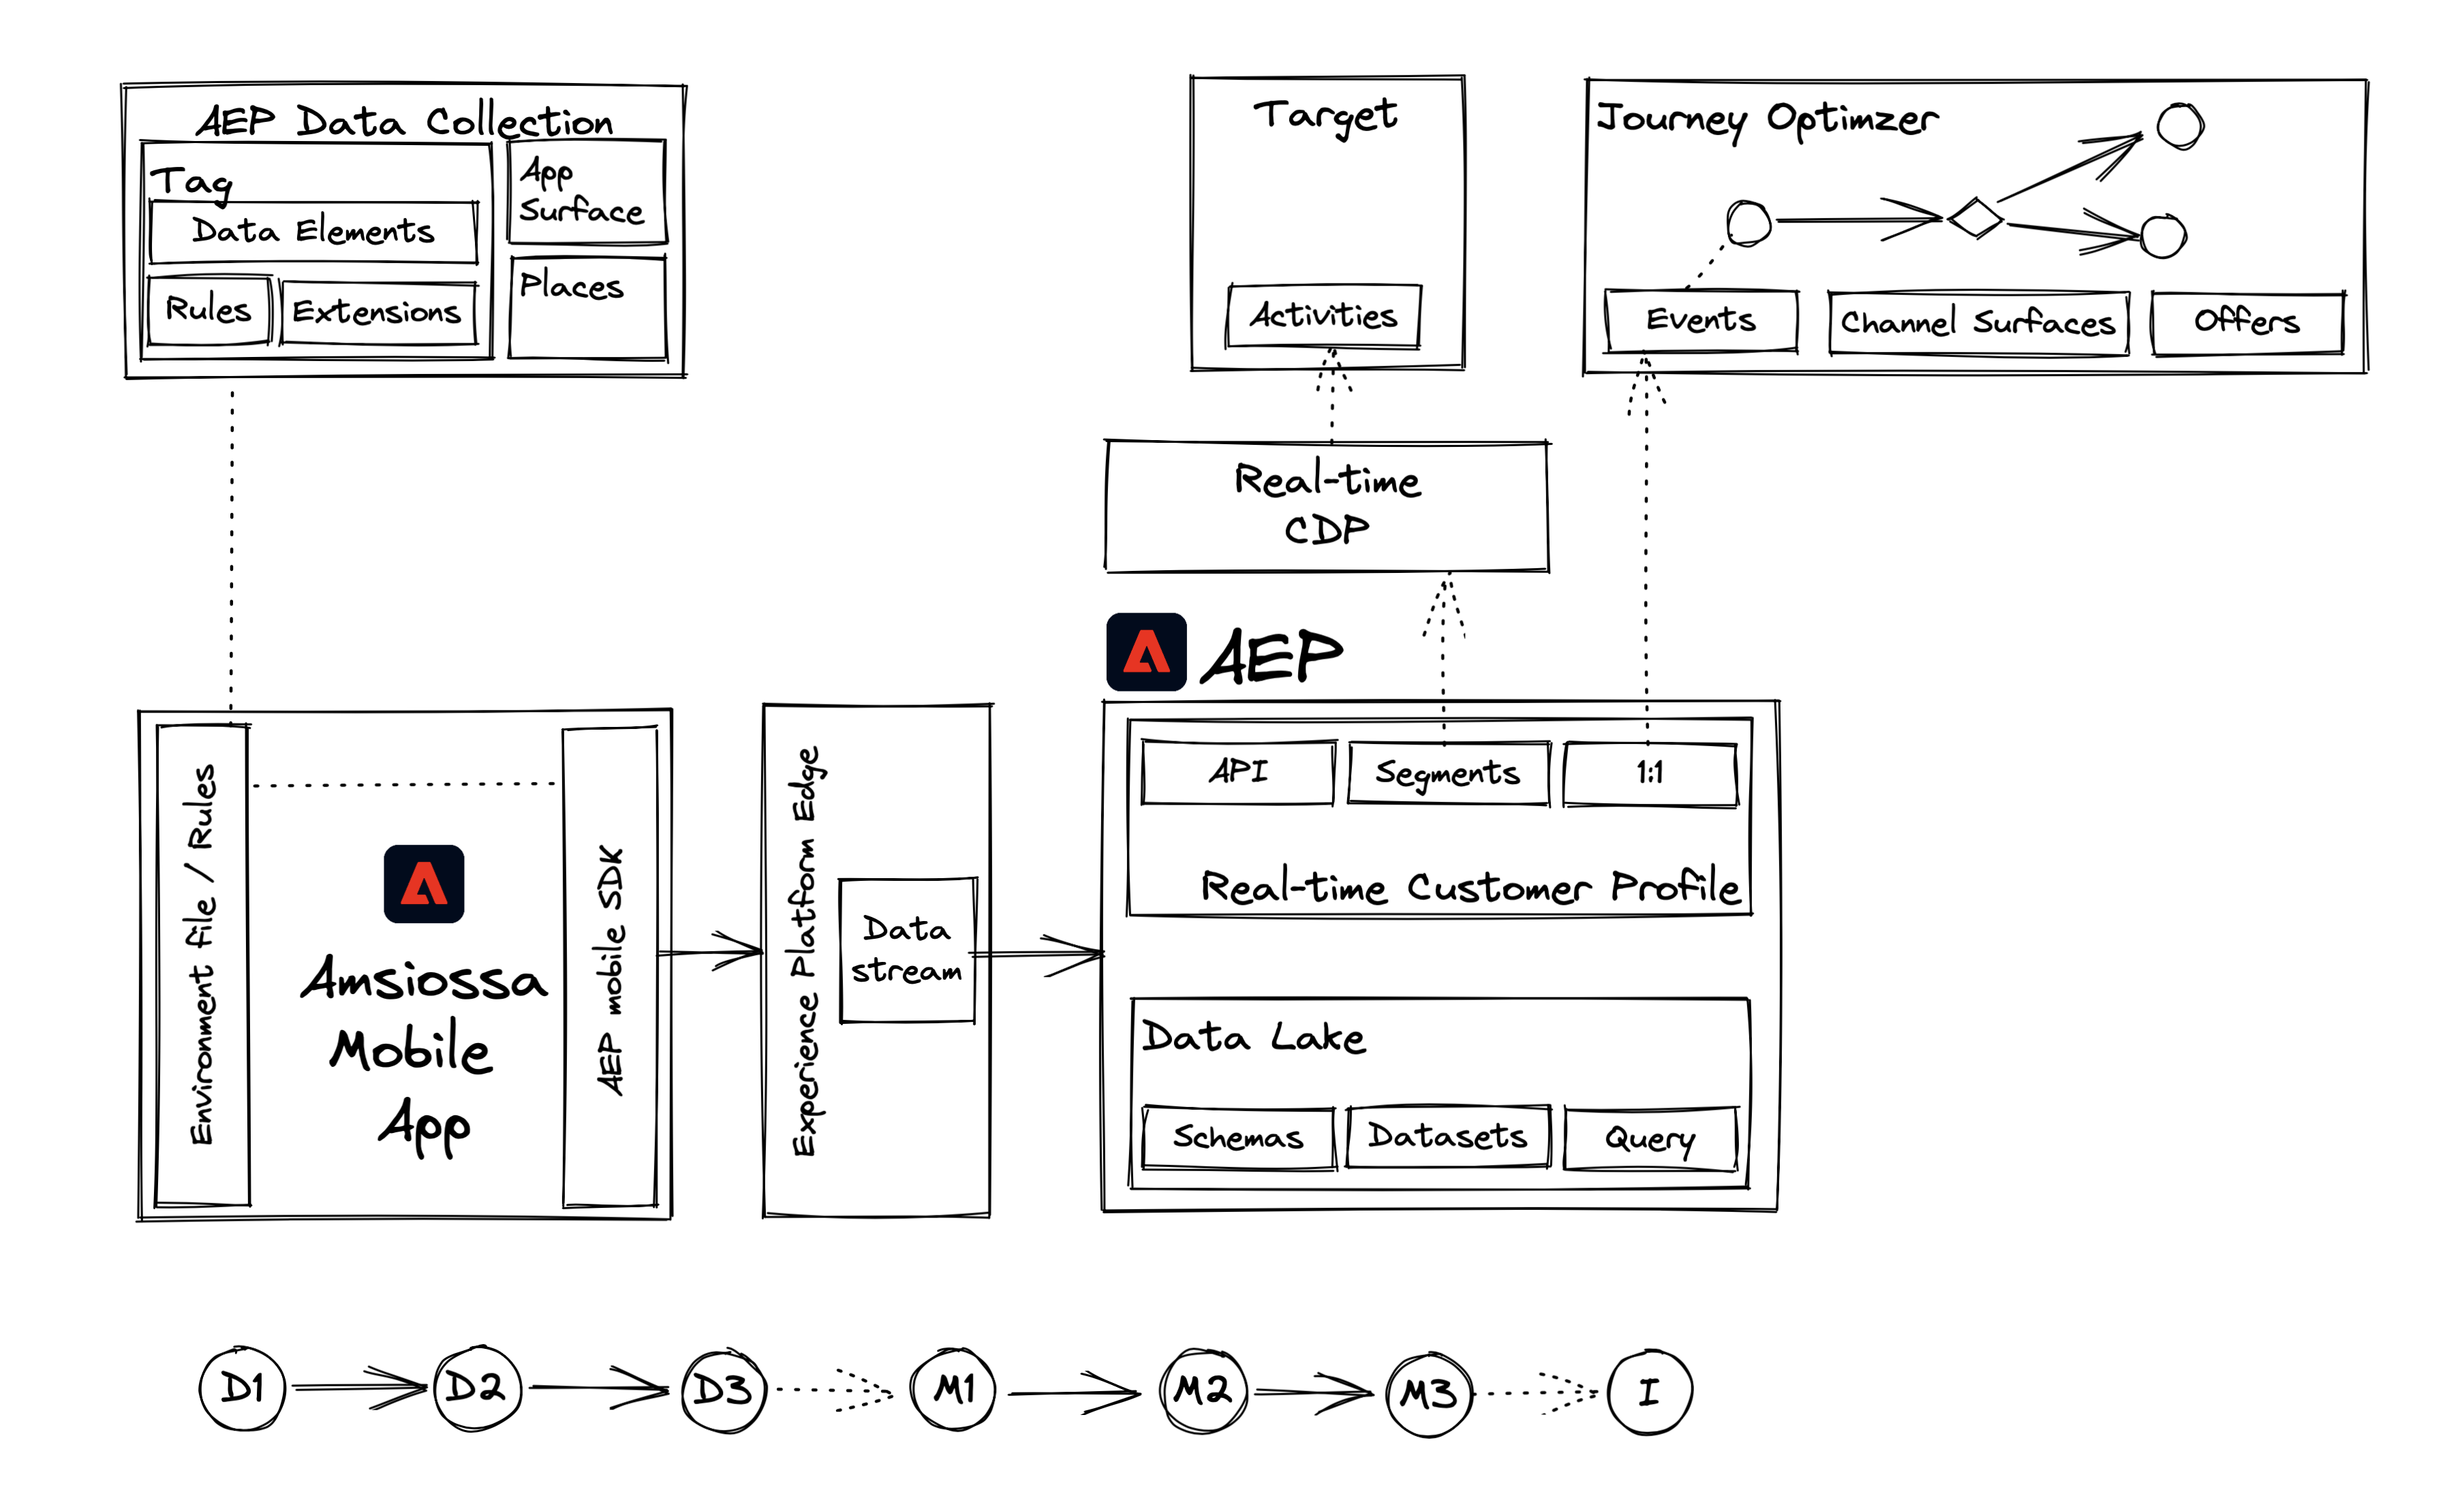 AEP Data Collection
Tag
Data Elements
Rules
Extensions
App
Surface
Places
Target
Activities
Journey Optimzer
Events
Channel Surfaces
Offers
Real-time
CDP
AEP
Environment file / Rules
Amsiossa
Mobile
App
AEP mobile SDK
Experience Platform Edge
Data
stream
API
Segments
1:1
Real-time Customer Profile
Data Lake
Schemas
Datasets
Query
D1
D2
D3
M1
M2
M3
I